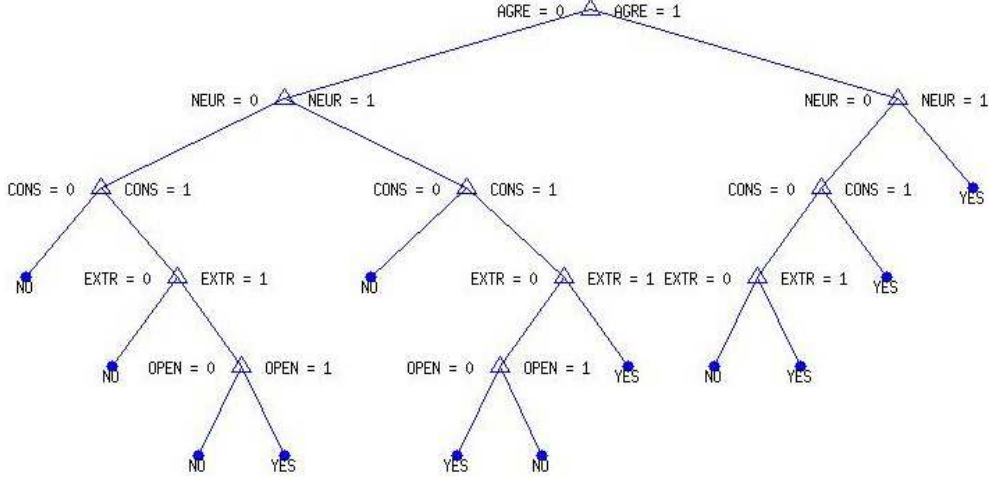 AGRE = 0 AGRE = 1
NEUR = 0 NEUR = 1 NEUR = 0 NEUR = 1
CONS = 0 CONS = 1 CONS = 0 CONS = 1 CONS = 0 CONS = 1 YES
NO EXTR = 0 EXTR = 1 NO EXTR = 0 EXTR = 1 EXTR = 0 EXTR = 1 YES
NO OPEN = 0 OPEN = 1 OPEN = 0 OPEN = 1 YES NO YES
NO YES YES NO